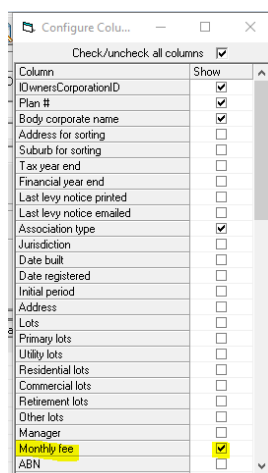 Configure Colu...
Check/uncheck all columns
Column Show
IOwnersCorporationID
Plan #
Body corporate name
Address for sorting
Suburb for sorting
Tax year end
Financial year end
Last levy notice printed
Last levy notice emailed
Association type
Jurisdiction
Date built
Date registered
Initial period
Address
Lots
Primary lots
Utility lots
Residential lots
Commercial lots
Retirement lots
Other lots
Manager
Monthly fee
ABN